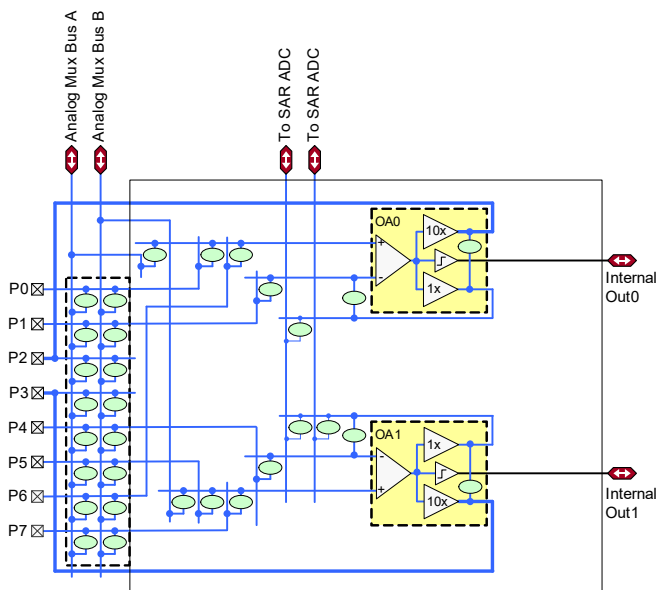 Analog Mux Bus A
Analog Mux Bus B
To SAR ADC
To SAR ADC
OA0
10x
+
-
1x
Internal
Out0
P0
P1
P2
P3
P4
P5
P6
P7
OA1
1x
-
+
10x
Internal
Out1